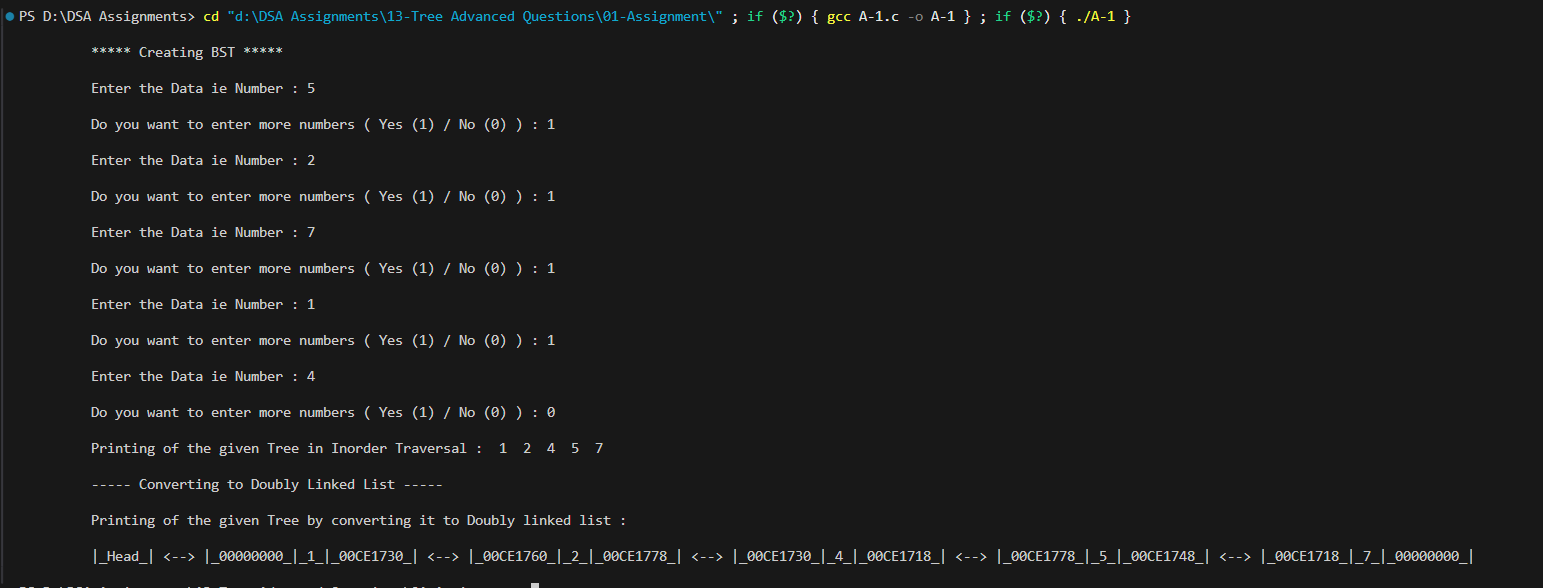 PS D:\DSA Assignments> cd "d:\DSA Assignments\13-Tree Advanced Questions\01-Assignment\" ; if ($?) { gcc A-1.c -o A-1 } ; if ($?) { ./A-1 }
***** Creating BST *****
Enter the Data ie Number : 5
Do you want to enter more numbers ( Yes (1) / No (0) ) : 1
Enter the Data ie Number : 2
Do you want to enter more numbers ( Yes (1) / No (0) ) : 1
Enter the Data ie Number : 7
Do you want to enter more numbers ( Yes (1) / No (0) ) : 1
Enter the Data ie Number : 1
Do you want to enter more numbers ( Yes (1) / No (0) ) : 1
Enter the Data ie Number : 4
Do you want to enter more numbers ( Yes (1) / No (0) ) : 0
Printing of the given Tree in Inorder Traversal :  1  2  4  5  7
----- Converting to Doubly Linked List -----
Printing of the given Tree by converting it to Doubly linked list :
|_Head_| <--> |_00000000_|_1_|_00CE1730_| <--> |_00CE1760_|_2_|_00CE1778_| <--> |_00CE1730_|_4_|_00CE1718_| <--> |_00CE1778_|_5_|_00CE1748_| <--> |_00CE1718_|_7_|_00000000_|